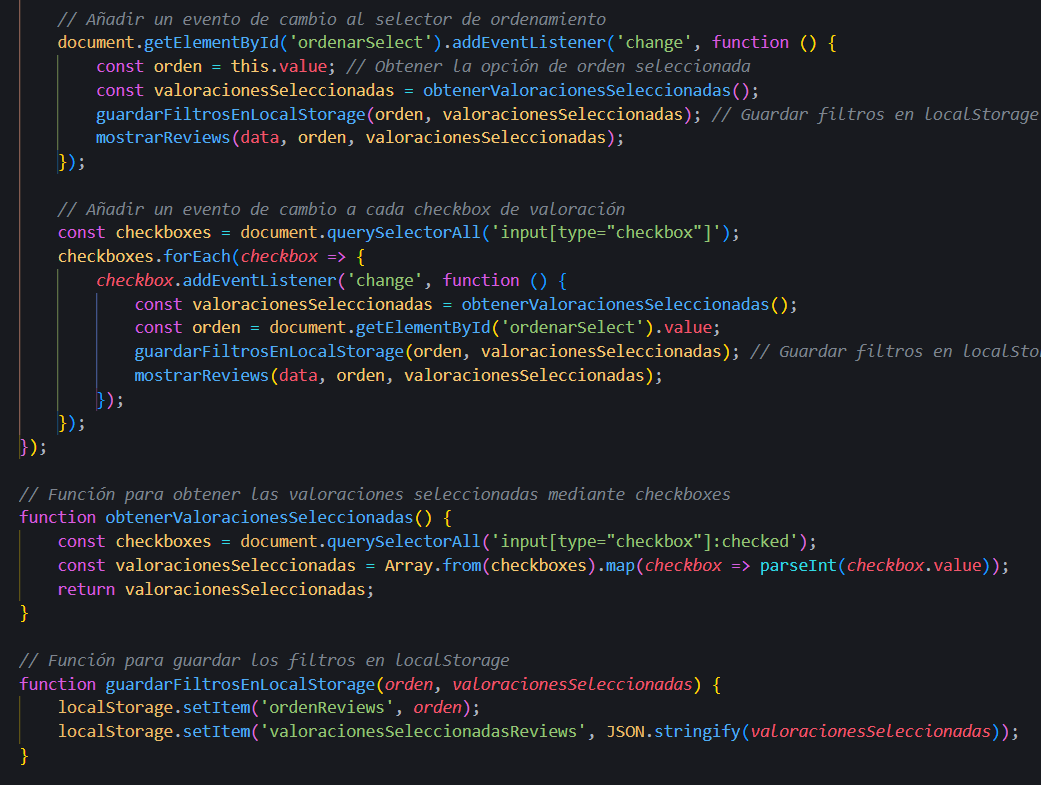 // Añadir un evento de cambio al selector de ordenamiento
document.getElementById('ordenarSelect').addEventListener('change', function () {
const orden = this.value; // Obtener la opción de orden seleccionada
const valoracionesSeleccionadas = obtenerValoracionesSeleccionadas();
guardarFiltrosEnLocalStorage(orden, valoracionesSeleccionadas); // Guardar filtros en localStorage
mostrarReviews(data, orden, valoracionesSeleccionadas);
});
// Añadir un evento de cambio a cada checkbox de valoración
const checkboxes = document.querySelectorAll('input[type="checkbox"]');
checkboxes.forEach(checkbox => {
checkbox.addEventListener('change', function () {
const valoracionesSeleccionadas = obtenerValoracionesSeleccionadas();
const orden = document.getElementById('ordenarSelect').value;
guardarFiltrosEnLocalStorage(orden, valoracionesSeleccionadas); // Guardar filtros en localSto
mostrarReviews(data, orden, valoracionesSeleccionadas);
});
});
});
// Función para obtener las valoraciones seleccionadas mediante checkboxes
function obtenerValoracionesSeleccionadas() {
const checkboxes = document.querySelectorAll('input[type="checkbox"]:checked');
const valoracionesSeleccionadas = Array.from(checkboxes).map(checkbox => parseInt(checkbox.value));
return valoracionesSeleccionadas;
}
// Función para guardar los filtros en localStorage
function guardarFiltrosEnLocalStorage(orden, valoracionesSeleccionadas) {
localStorage.setItem('ordenReviews', orden);
localStorage.setItem('valoracionesSeleccionadasReviews', JSON.stringify(valoracionesSeleccionadas));
}